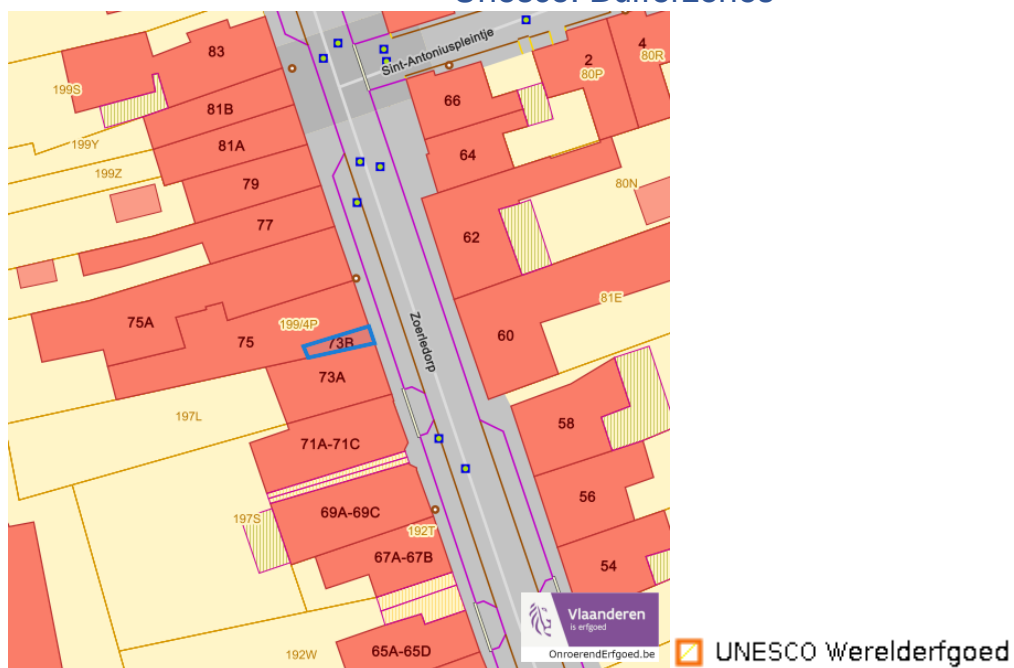 Unesco: Bufferzones
83
Sint-Antoniuspleintje
2
4
80P
80R
199S
81B
66
199Y
81A
64
199Z
79
80N
77
62
81E
75A
199/4P
Zoerledorp
75
73B
60
73A
197L
58
71A-71C
69A-69C
56
197S
192T
67A-67B
54
Vlaanderen
is erfgoed
OnroerendErfgoed.be
192W
65A-65D
UNESCO Werelderfgoed